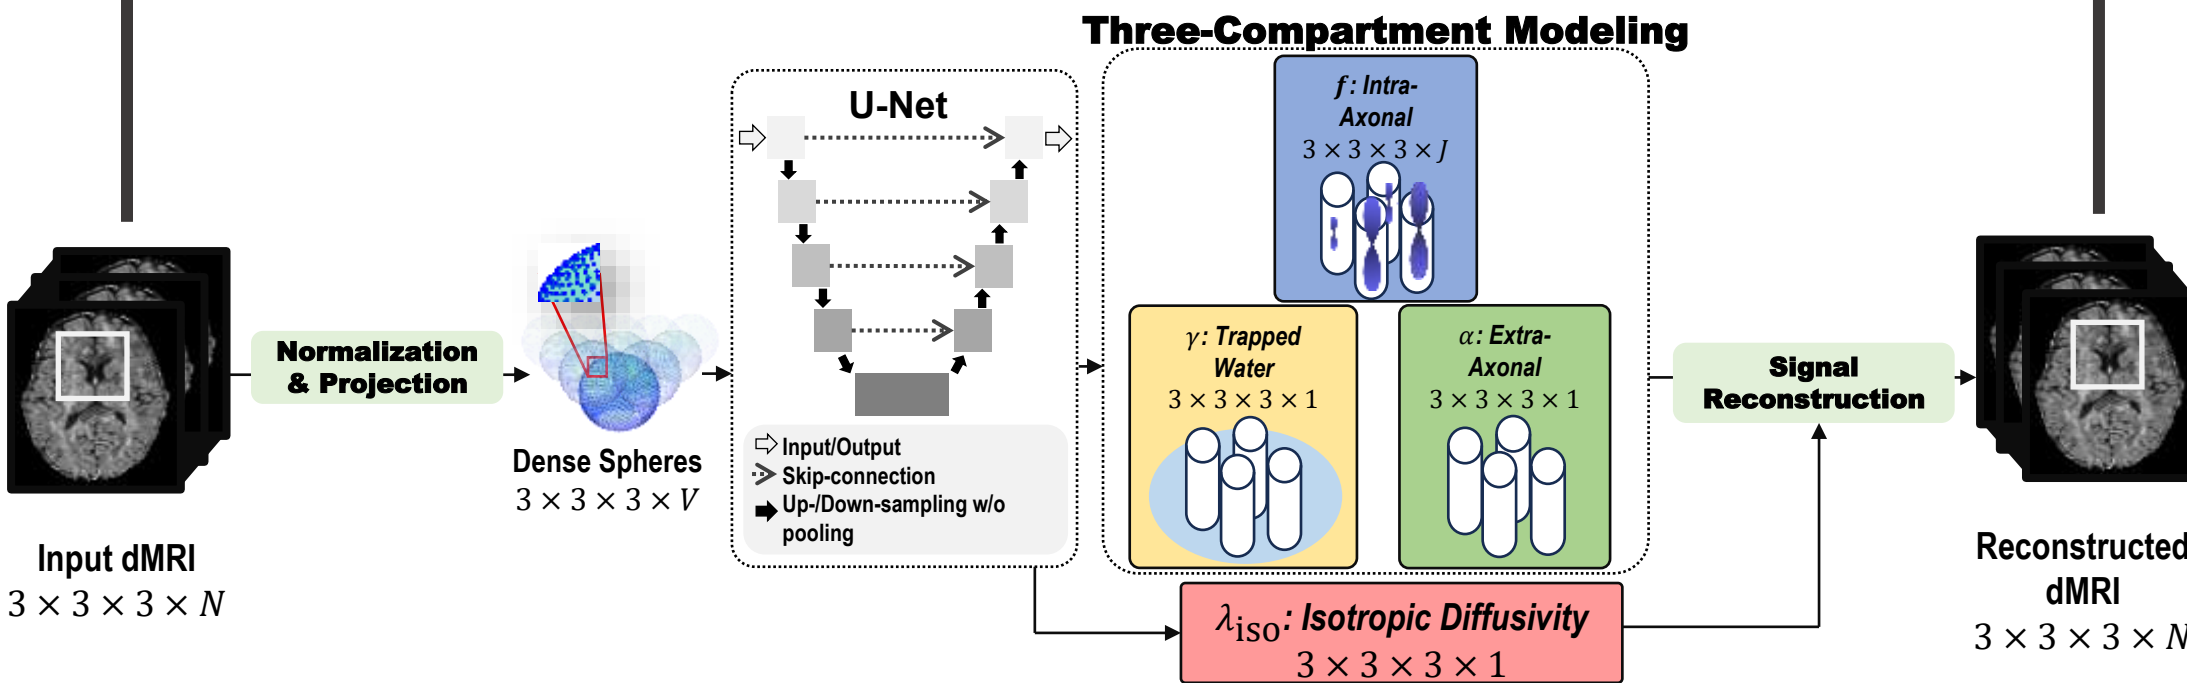 Three-Compartment Modeling
Input dMRI
3 × 3 × 3 × N
Normalization
& Projection
Dense Spheres
3 × 3 × 3 × V
U-Net
Input/Output
Skip-connection
Up-/Down-sampling w/o
pooling
f: Intra-
Axonal
3 × 3 × 3 × J
γ: Trapped
Water
3 × 3 × 3 × 1
α: Extra-
Axonal
3 × 3 × 3 × 1
λiso: Isotropic Diffusivity
3 × 3 × 3 × 1
Signal
Reconstruction
Reconstructed
dMRI
3 × 3 × 3 × N